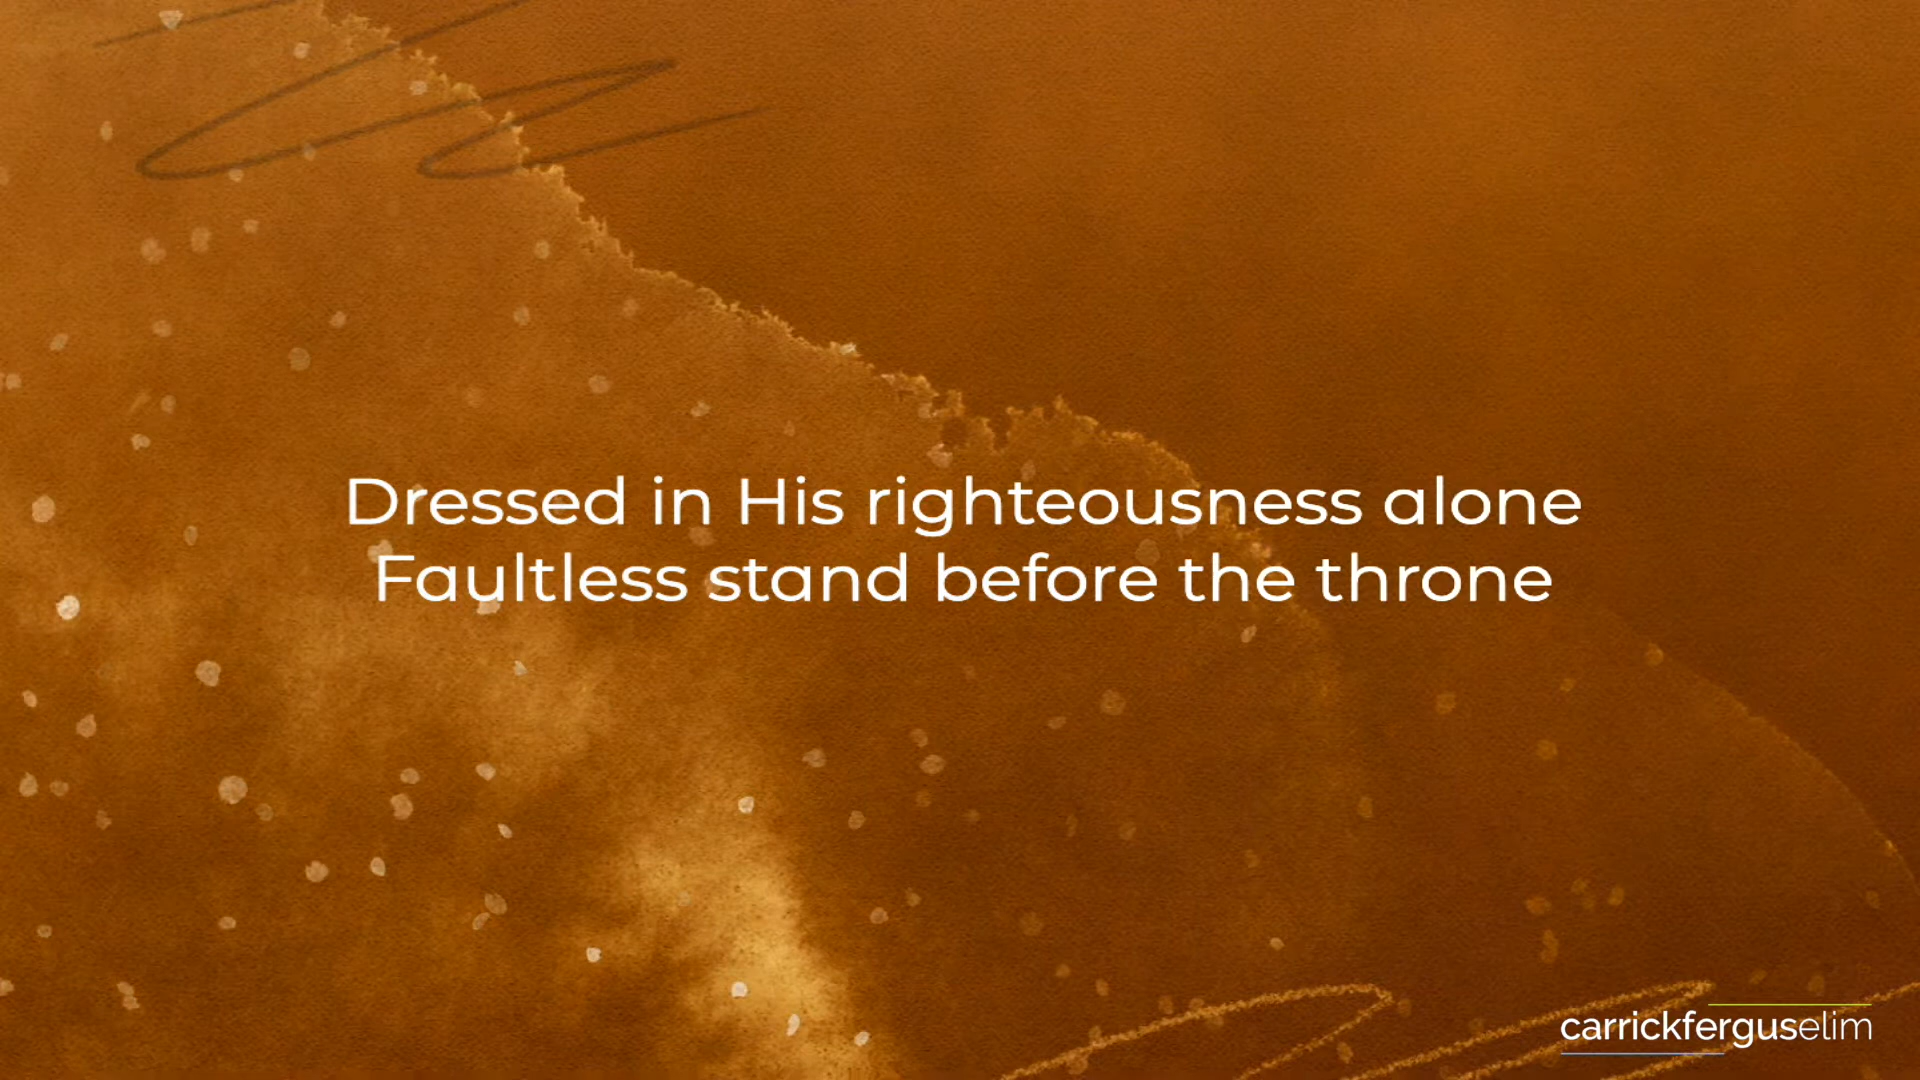 Dressed in His righteousness alone
Faultless stand before the throne
carrickferguselim